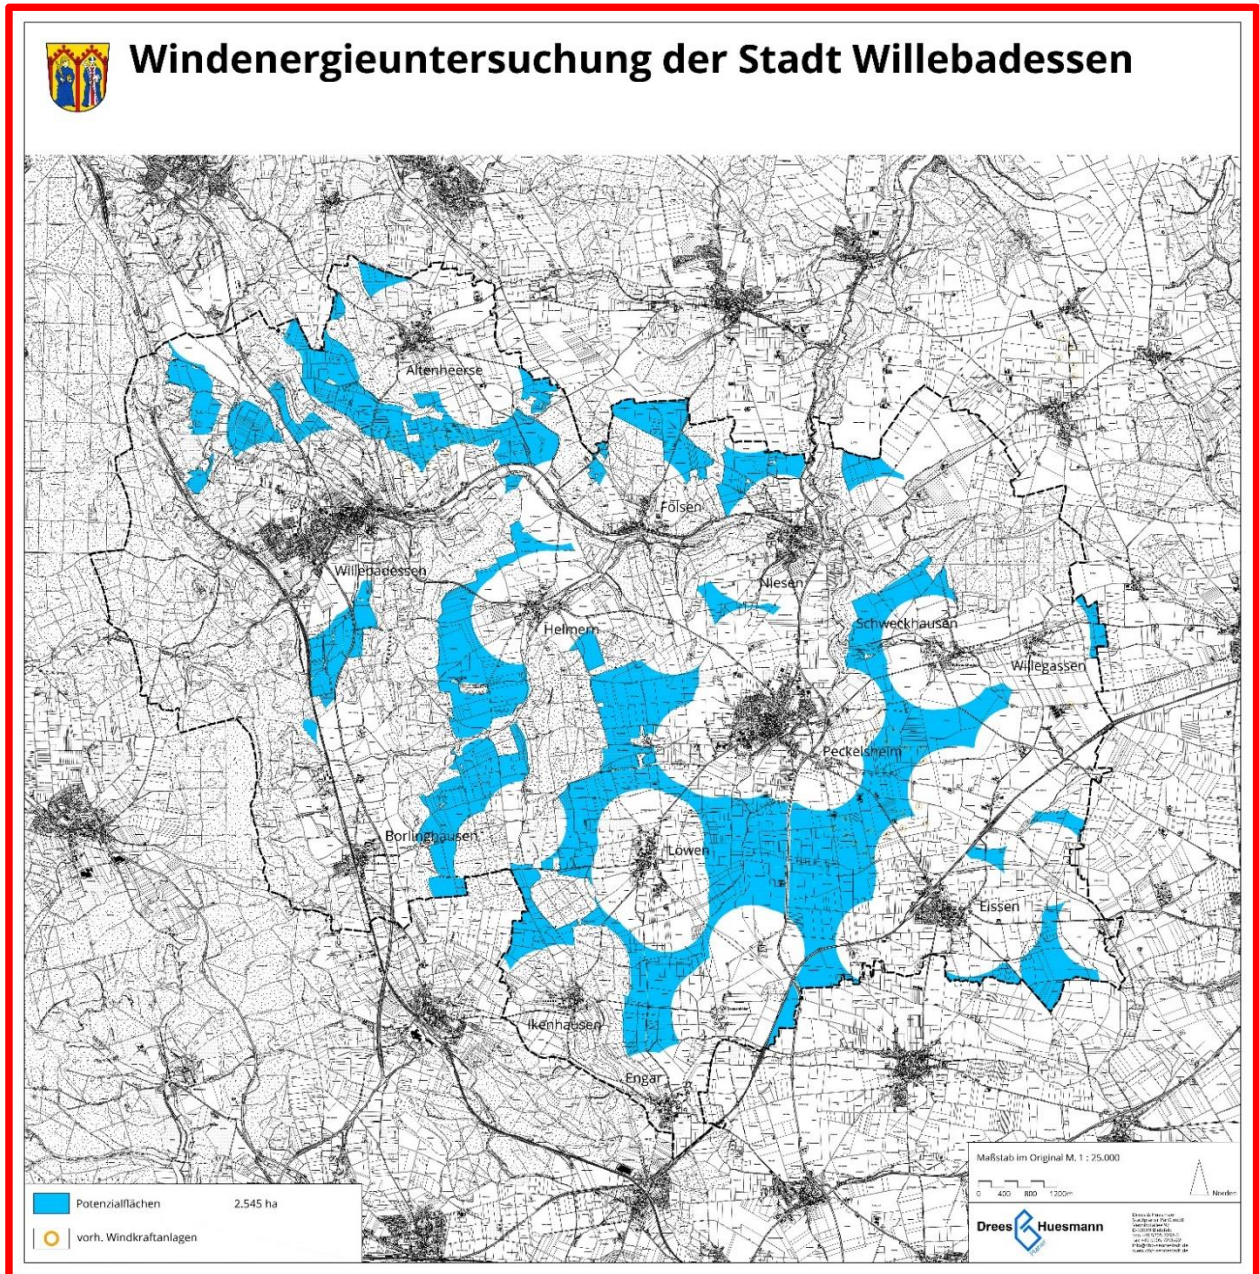 Windenergieuntersuchung der Stadt Willebadessen
Altenheerse
Fölsen
Willebadessen
Niesen
Helmern
Schweckhausen
Willegassen
Peckelsheim
Borlinghausen
Löwen
Eissen
Ikenhausen
Engar
Maßstab im Original M. 1 : 25.000
0 400 800 1200m
Norden
Potenzialflächen 2.545 ha
vorh. Windkraftanlagen
Drees Huesmann